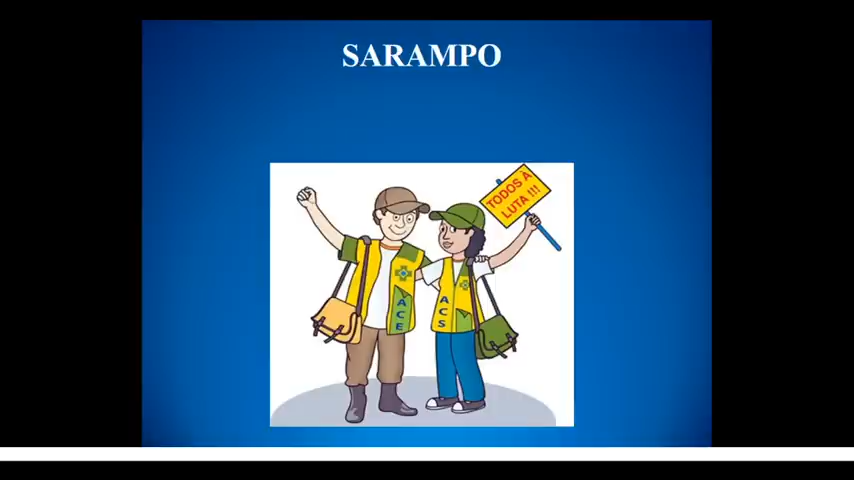 SARAMPO
TODOS À
LUTA !!!
ACE
ACS